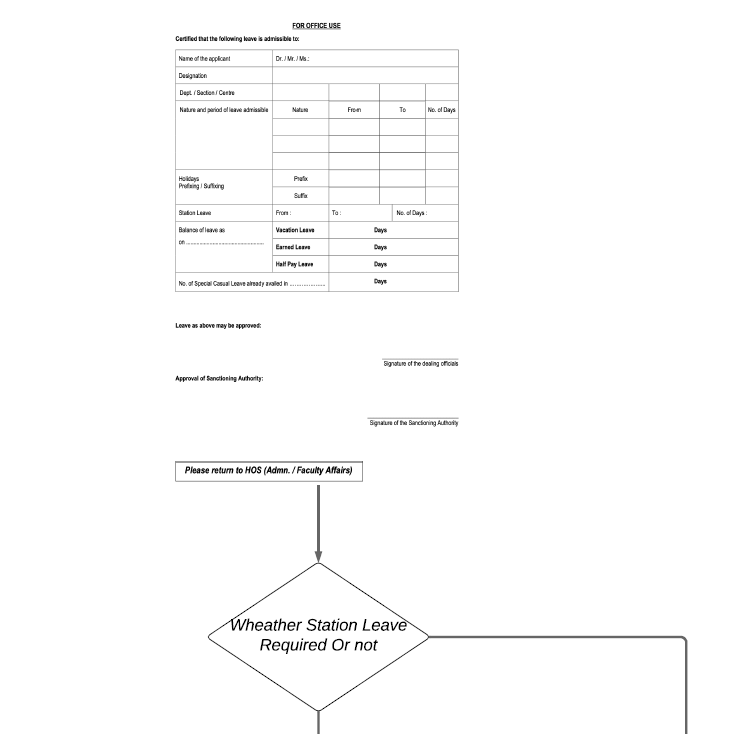 FOR OFFICE USE
Certified that the following leave is admissible to:
Name of the applicant Dr. / Mr. / Ms.:
Designation
Dept. / Section / Centre
Nature and period of leave admissible Nature From To No. of Days
Holidays
Prefixing / Suffixing
Prefix
Suffix
Station Leave From : To : No. of Days :
Balance of leave as
on ................................................
Vacation Leave Days
Earned Leave Days
Half Pay Leave Days
No. of Special Casual Leave already availed in ...................... Days
Leave as above may be approved:
Signature of the dealing officials
Approval of Sanctioning Authority:
Signature of the Sanctioning Authority
Please return to HOS (Admn. / Faculty Affairs)
Wheather Station Leave
Required Or not